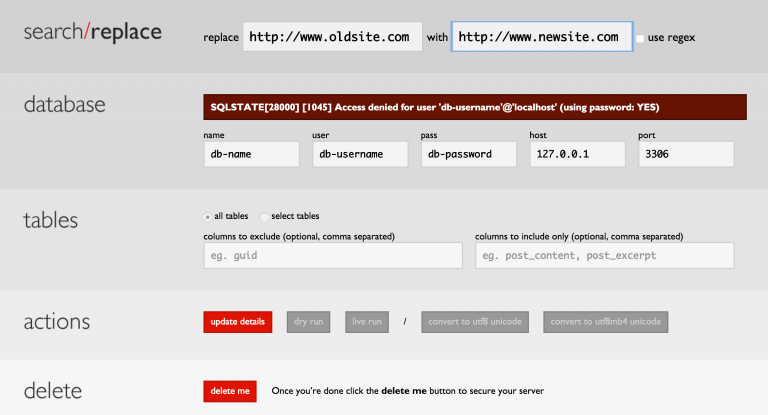 search/replace
replace http://www.oldsite.com with http://www.newsite.com use regex
database
SQLSTATE[28000] [1045] Access denied for user 'db-username'@'localhost' (using password: YES)
name user pass host port
db-name db-username db-password 127.0.0.1 3306
tables
all tables select tables
columns to exclude (optional, comma separated) columns to include only (optional, comma separated)
eg. guid eg. post_content, post_excerpt
actions
update details dry run live run / convert to utf8 unicode convert to utf8mb4 unicode
delete
delete me Once you're done click the delete me button to secure your server